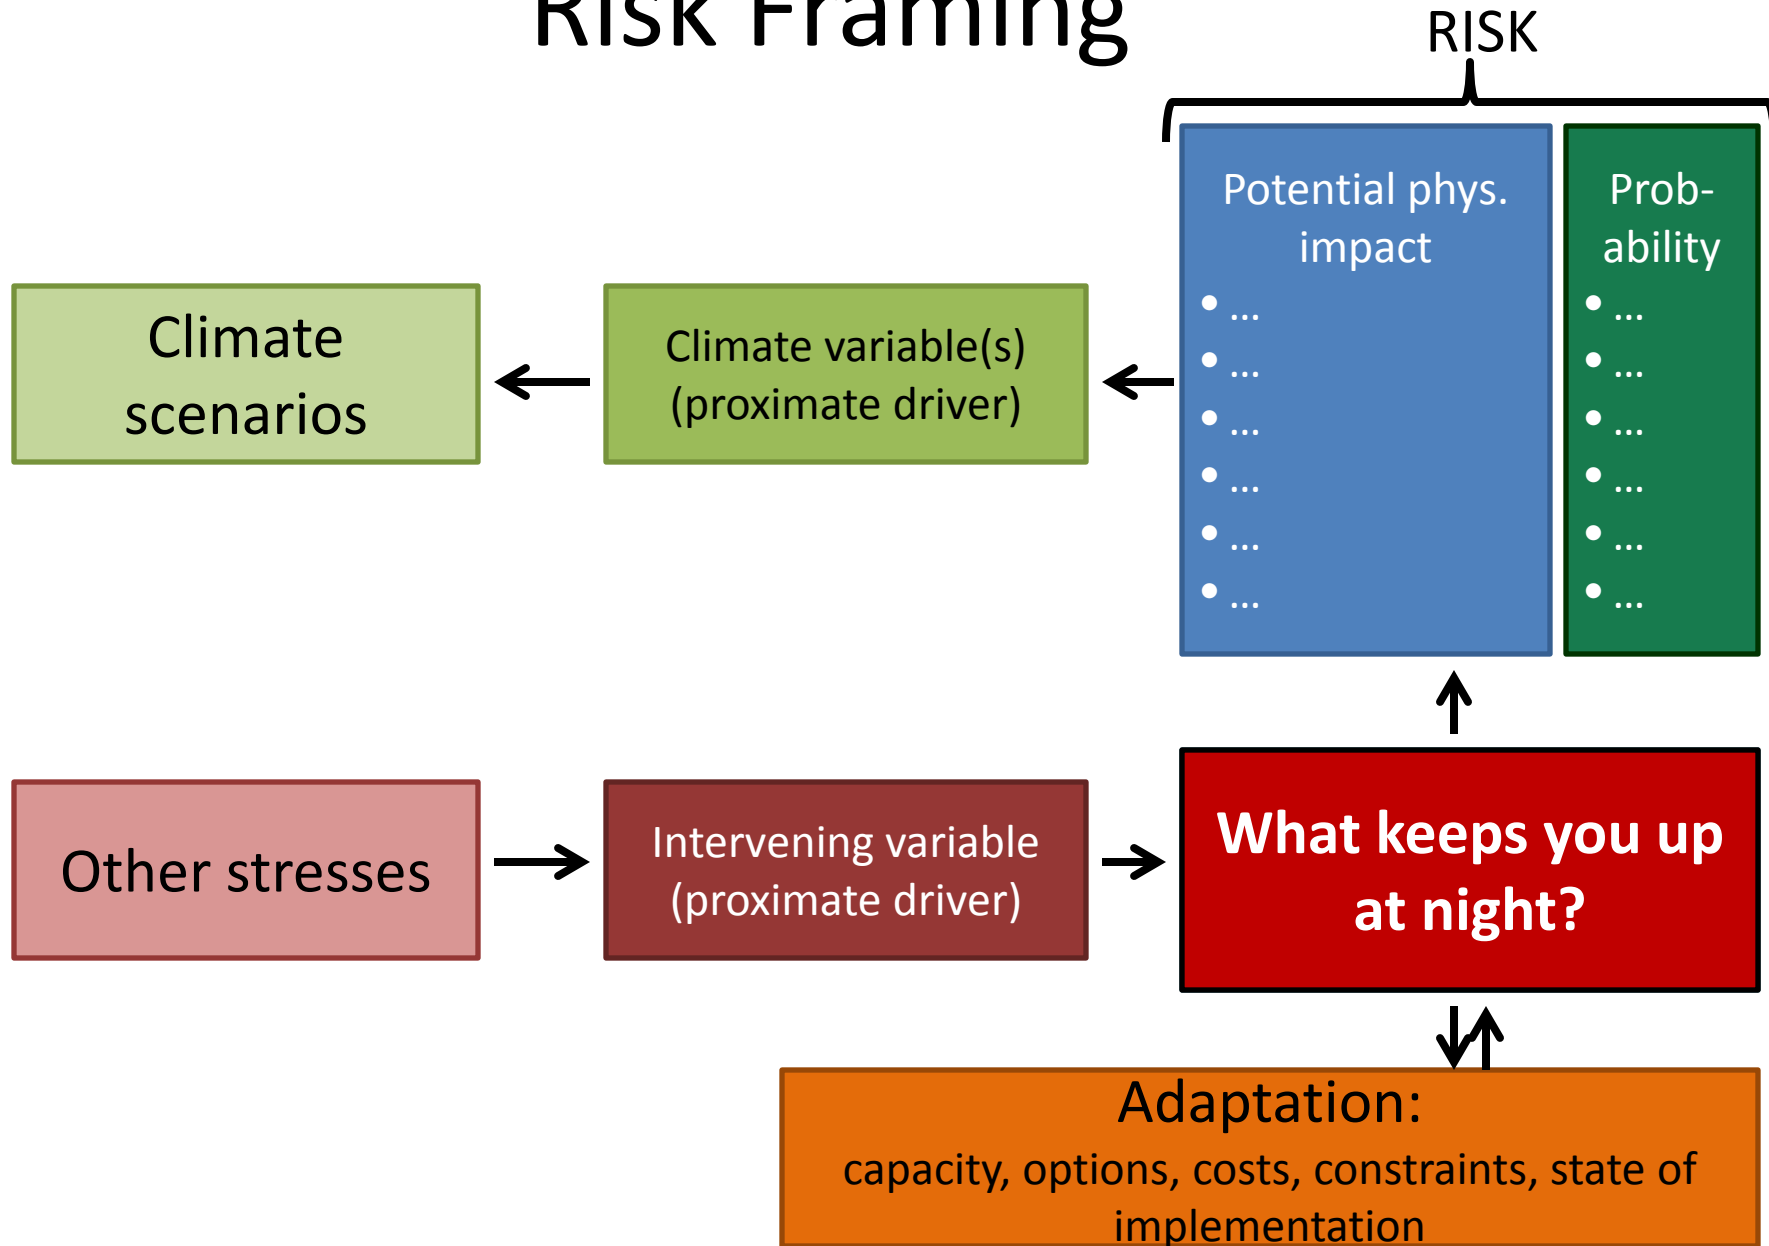 Risk Framing
RISK
Potential phys.
impact
• ...
• ...
• ...
• ...
• ...
• ...
Prob-
ability
• ...
• ...
• ...
• ...
• ...
• ...
Climate
scenarios
Climate variable(s)
(proximate driver)
Other stresses
Intervening variable
(proximate driver)
What keeps you up
at night?
Adaptation:
capacity, options, costs, constraints, state of
implementation